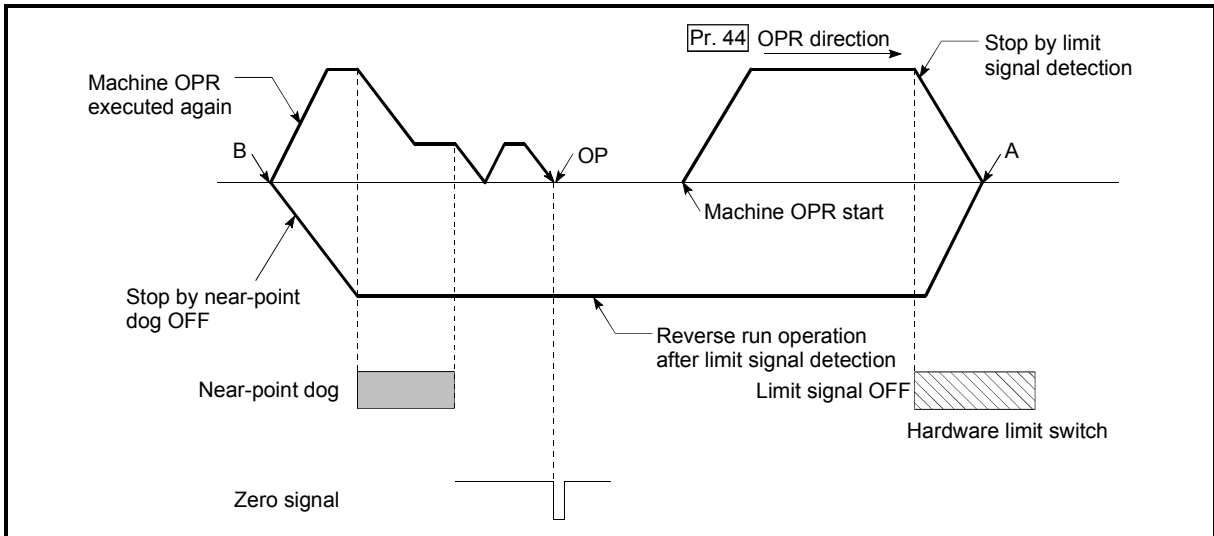 Pr. 44 OPR direction
Stop by limit
signal detection
Machine OPR
executed again
B
OP
A
Machine OPR start
Stop by near-point
dog OFF
Reverse run operation
after limit signal detection
Near-point dog
Limit signal OFF
Hardware limit switch
Zero signal